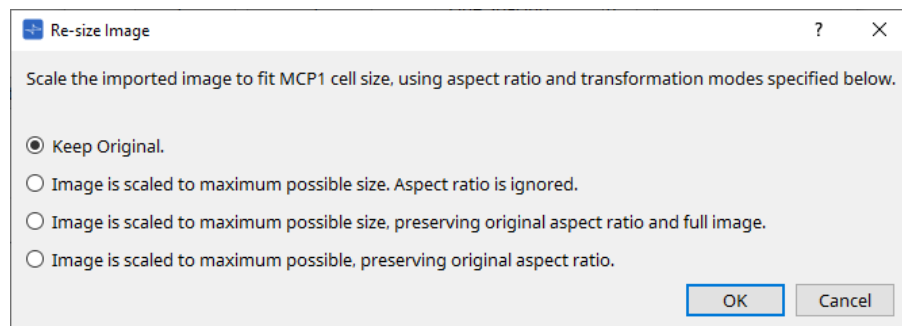 Re-size Image
?
Scale the imported image to fit MCP1 cell size, using aspect ratio and transformation modes specified below.
Keep Original.
Image is scaled to maximum possible size. Aspect ratio is ignored.
Image is scaled to maximum possible size, preserving original aspect ratio and full image.
Image is scaled to maximum possible, preserving original aspect ratio.
OK
Cancel